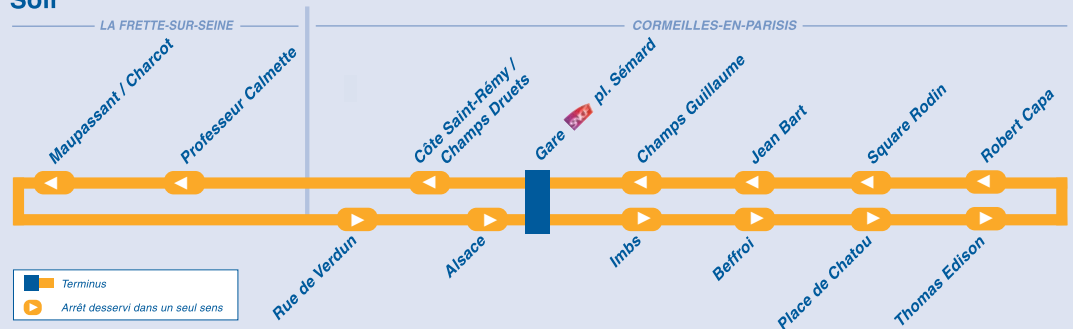 Soir
LA FRETTE-SUR-SEINE
CORMEILLES-EN-PARISIS
Maupassant / Charcot
Professeur Calmette
Côte Saint-Rémy /
Champs Druets
Gare SNCF pl. Sémard
Champs Guillaume
Jean Bart
Square Rodin
Robert Capa
Rue de Verdun
Alsace
Imbs
Beffroi
Place de Chatou
Thomas Edison
Terminus
Arrêt desservi dans un seul sens